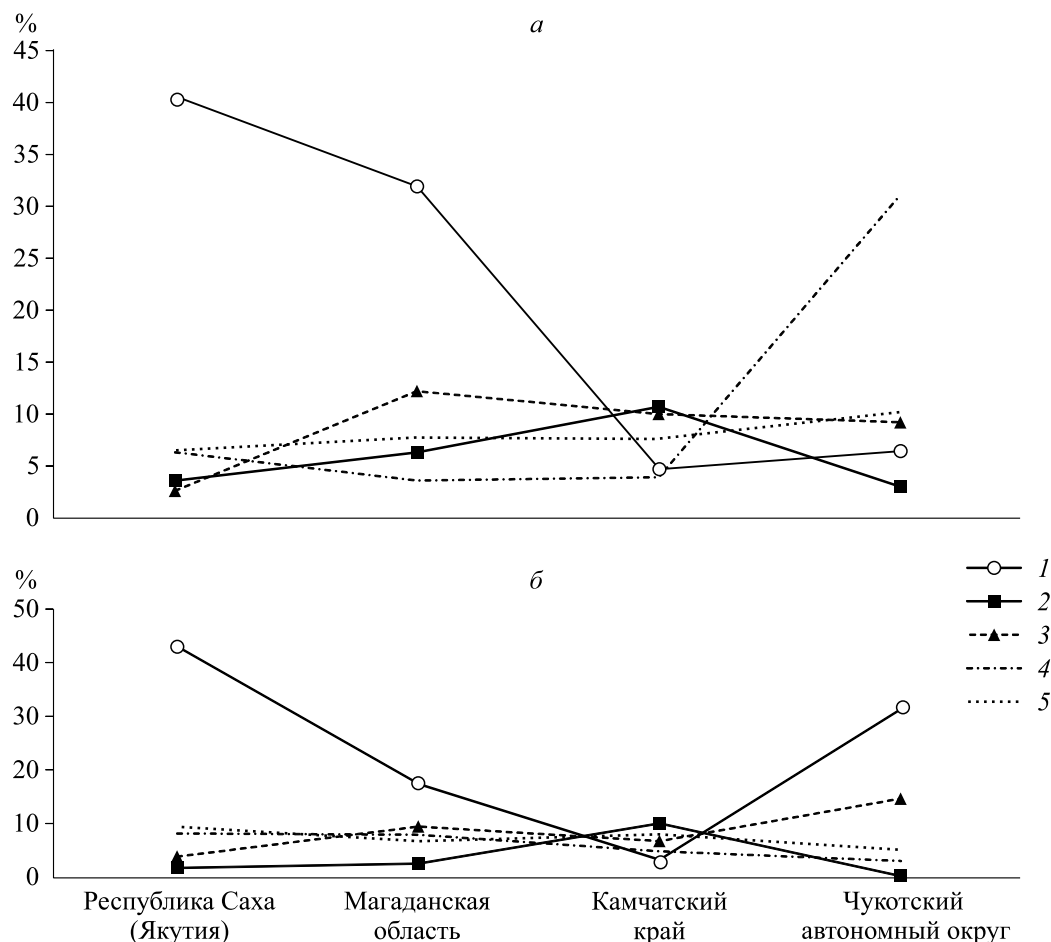 %
а
45
40
35
30
25
20
15
10
5
0
%
б
50
40
30
20
10
0
1
2
3
4
5
Республика Саха
(Якутия)
Магаданская
область
Камчатский
край
Чукотский
автономный округ